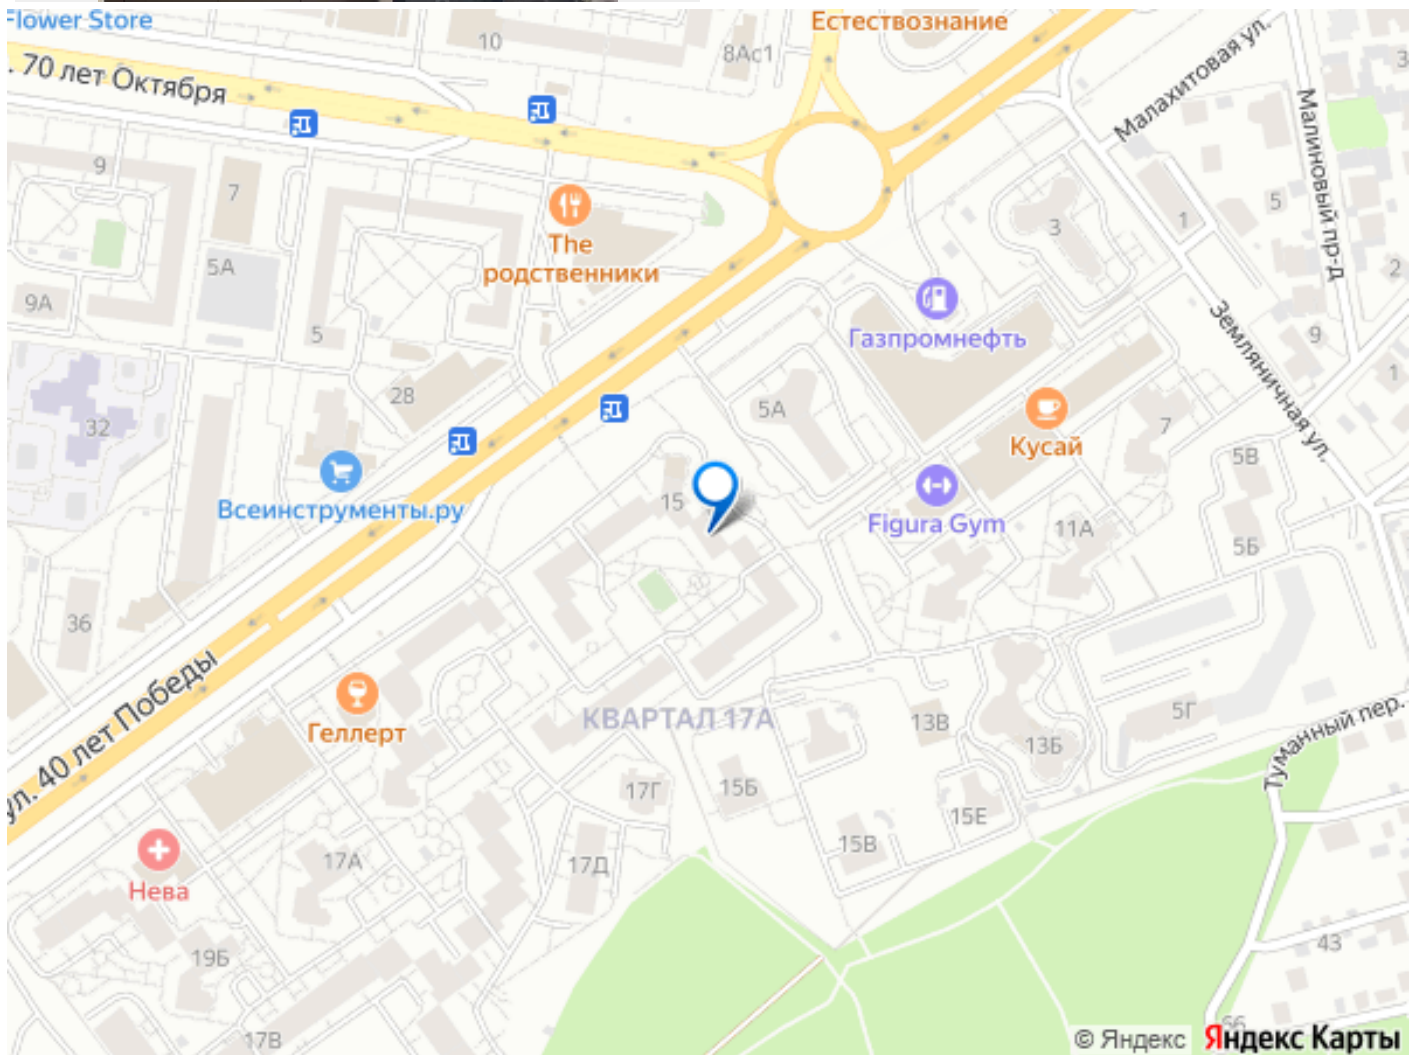 Flower Store
10
8Ас1
Естествознание
. 70 лет Октября
Малахитовая ул.
Малиновый пр-д
9
7
3
1
5
The
родственники
5А
2
9А
5
Газпромнефть
Земляничная ул.
9
1
2В
5А
32
Кусай
7
5В
15
Всеинструменты.ру
Figura Gym
11А
5Б
36
ул. 40 лет Победы
Геллерт
КВАРТАЛ 17А
13В
5Г
Туманный пер.
13Б
17Г
15Б
15Е
15В
17А
17Д
Нева
19Б
43
66
17В
© Яндекс Яндекс Карты